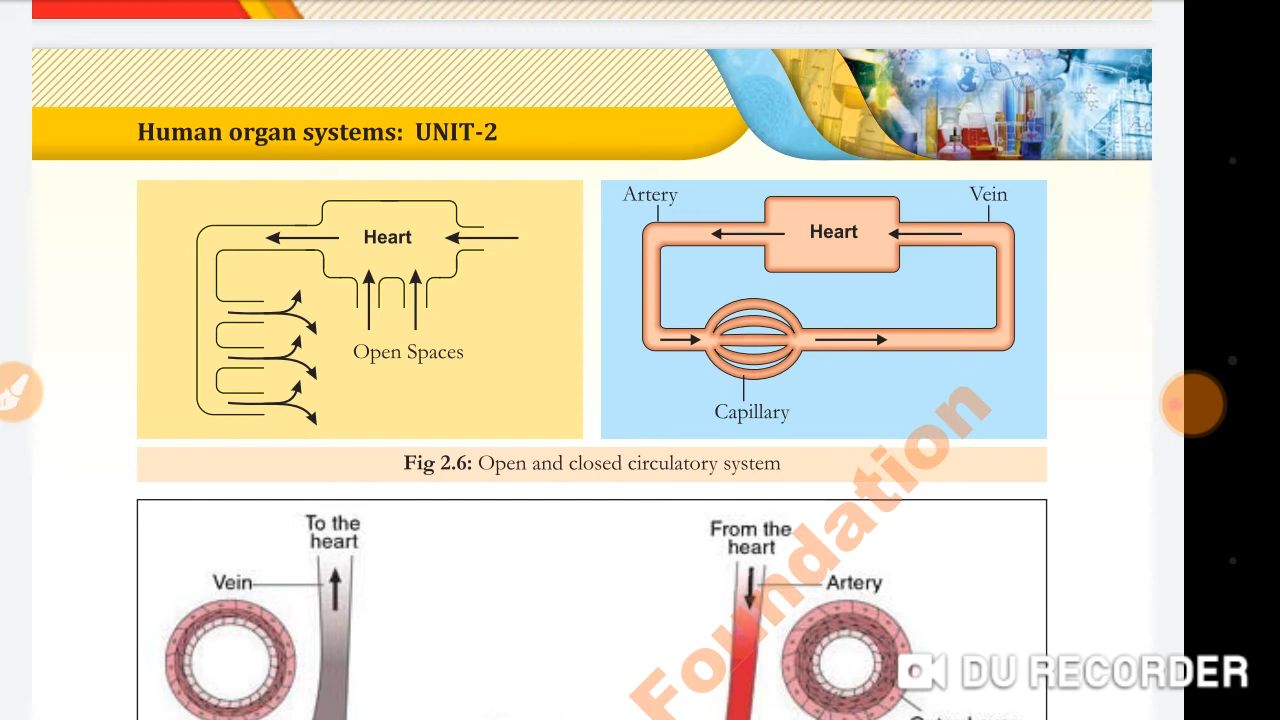 Human organ systems: UNIT-2
Heart
Open Spaces
Artery
Vein
Heart
Capillary
Fig 2.6: Open and closed circulatory system
To the
heart
Vein
From the
heart
Artery
Foundation
DU RECORDER